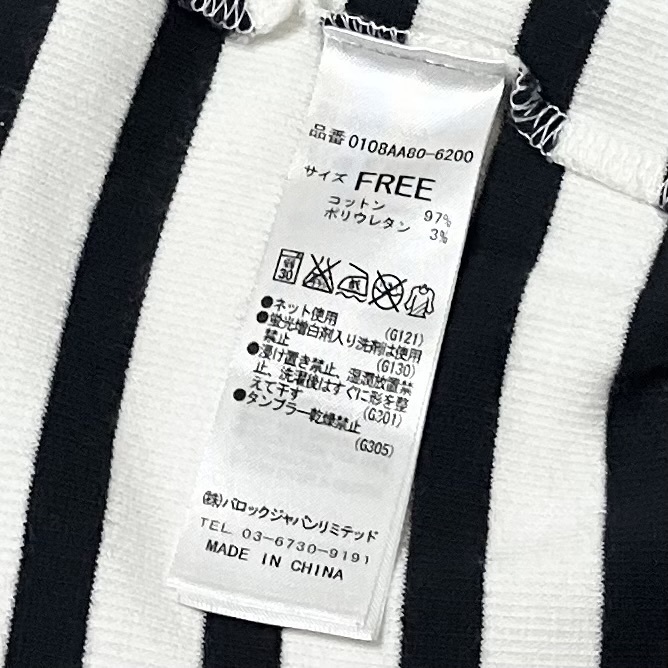 品番 0108AA80-6200
サイズ FREE
コットン 97%
ポリウレタン 3%
弱
30
●ネット使用
(G121)
●蛍光増白剤入り洗剤は使用
禁止
(G130)
●浸け置き禁止、湿潤放置禁
止、洗濯後はすぐに形を整
えて干す
(G301)
●タンブラー乾燥禁止
(G305)
(株)バロックジャパンリミテッド
TEL 03-6730-9191
MADE IN CHINA